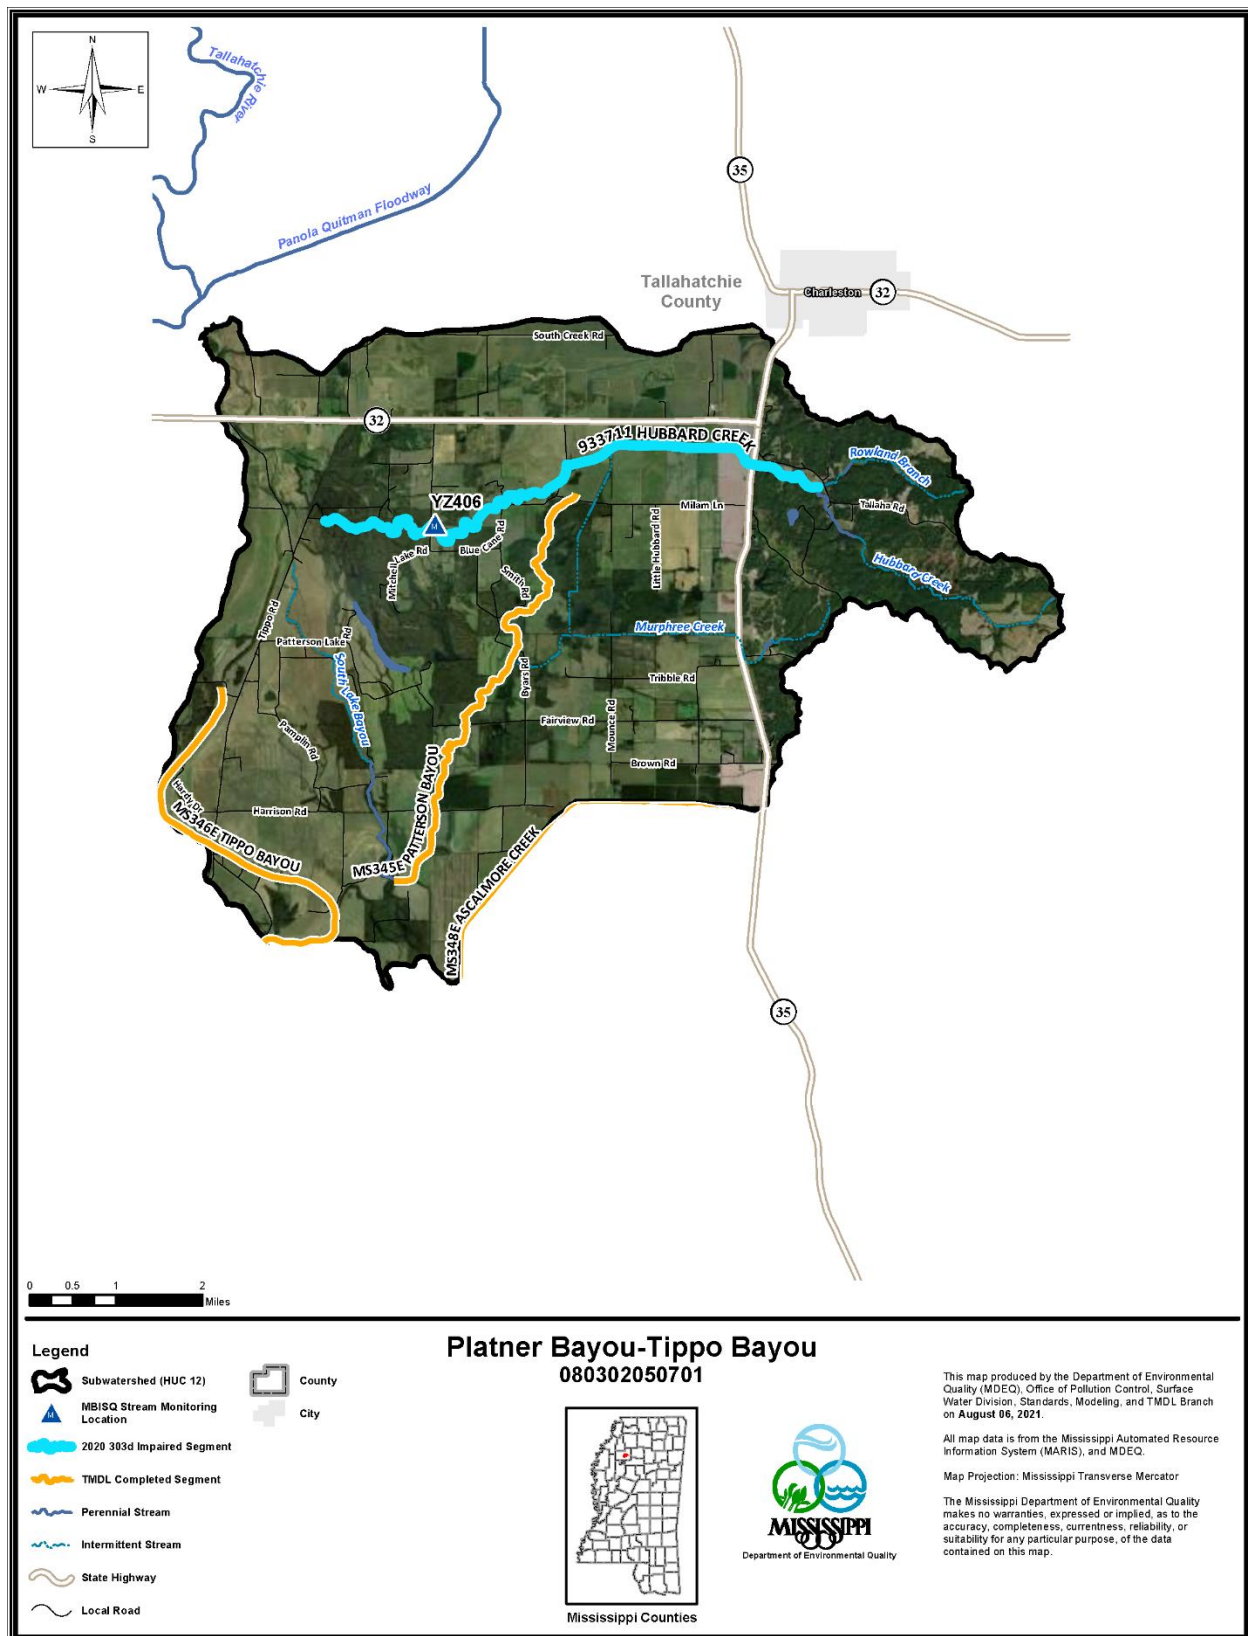 N
W
E
S
Tallahatchie
River
Panola Quitman Floodway
35
Tallahatchie
County
Charleston
32
South Creek Rd
32
933711 HUBBARD CREEK
Rowland Branch
YZ406
M
Milam Ln
Tallaha Rd
Mitchell Lake Rd
Blue Cane Rd
Little Hubbard Rd
Hubbard Creek
Smith Rd
Tippo Rd
Patterson Lake Rd
Murphree Creek
South Lake Bayou
Byars Rd
Tribble Rd
Pamplin Rd
Fairview Rd
Mounce Rd
Brown Rd
Hardy Dr
Harrison Rd
MS346E TIPPO BAYOU
MS345E PATTERSON BAYOU
MS348E ASCALMORE CREEK
35
0 0.5 1 2
Miles
Platner Bayou-Tippo Bayou
080302050701
Legend
Subwatershed (HUC 12)
County
M
MBISQ Stream Monitoring
Location
City
2020 303d Impaired Segment
TMDL Completed Segment
Perennial Stream
Intermittent Stream
State Highway
Local Road
Mississippi Counties
MISSISSIPPI
Department of Environmental Quality
This map produced by the Department of Environmental
Quality (MDEQ), Office of Pollution Control, Surface
Water Division, Standards, Modeling, and TMDL Branch
on August 06, 2021.
All map data is from the Mississippi Automated Resource
Information System (MARIS), and MDEQ.
Map Projection: Mississippi Transverse Mercator
The Mississippi Department of Environmental Quality
makes no warranties, expressed or implied, as to the
accuracy, completeness, currentness, reliability, or
suitability for any particular purpose, of the data
contained on this map.